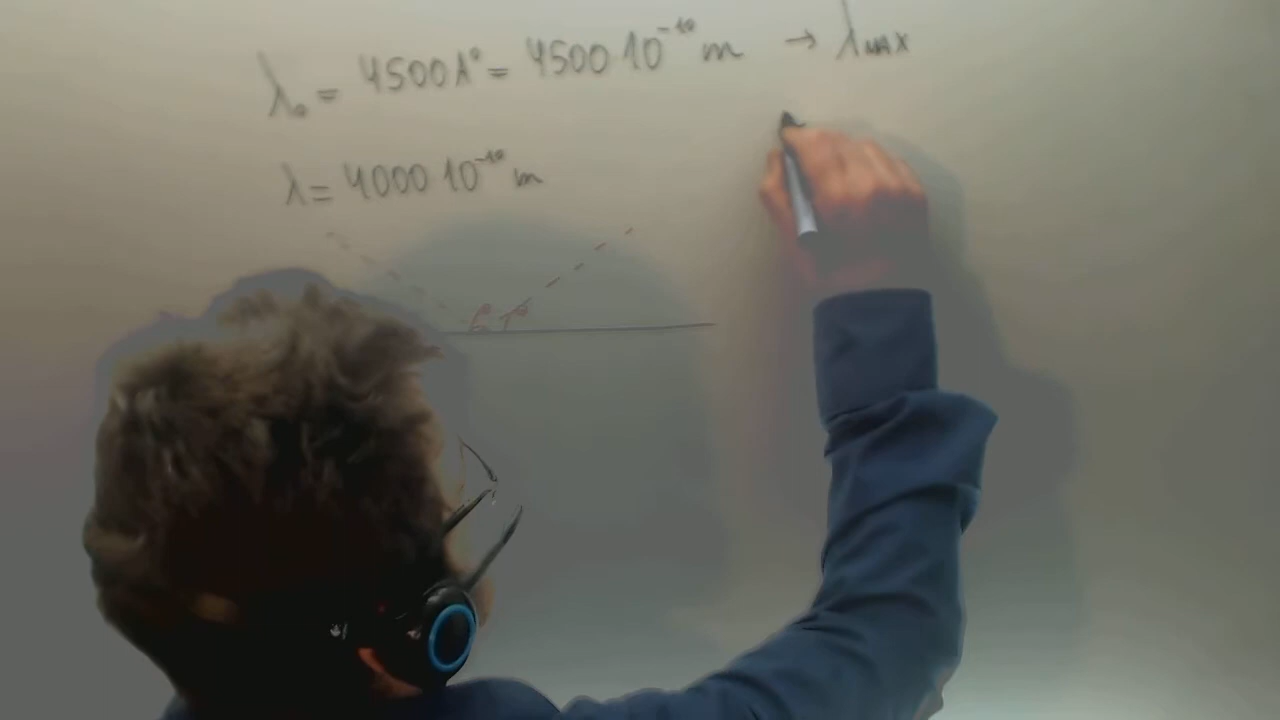 λ₀ = 4500 A° = 4500 10⁻¹⁰ m → λMAX
λ = 4000 10⁻¹⁰ m